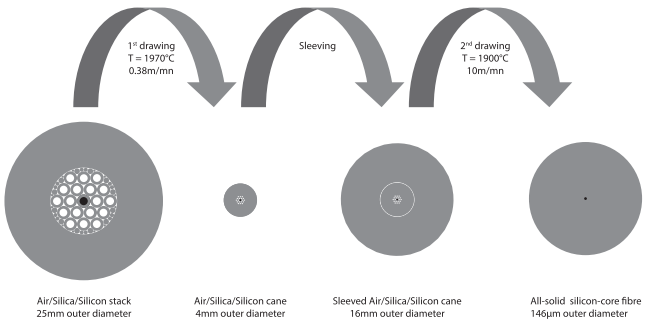 1st drawing
T = 1970°C
0.38m/mn
Sleeving
2nd drawing
T = 1900°C
10m/mn
Air/Silica/Silicon stack
25mm outer diameter
Air/Silica/Silicon cane
4mm outer diameter
Sleeved Air/Silica/Silicon cane
16mm outer diameter
All-solid silicon-core fibre
146µm outer diameter